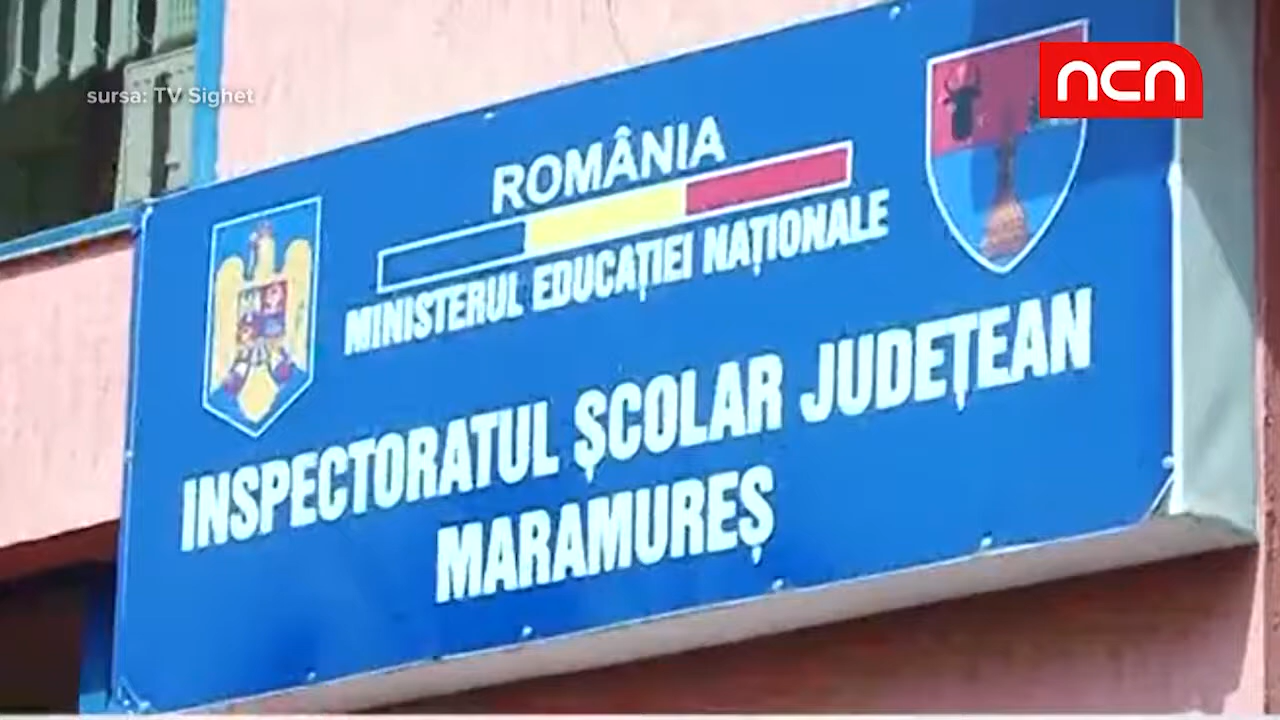 ncn
sursa: TV Sighet
ROMÂNIA
MINISTERUL EDUCAȚIEI NAȚIONALE
INSPECTORATUL ȘCOLAR JUDEȚEAN
MARAMUREȘ